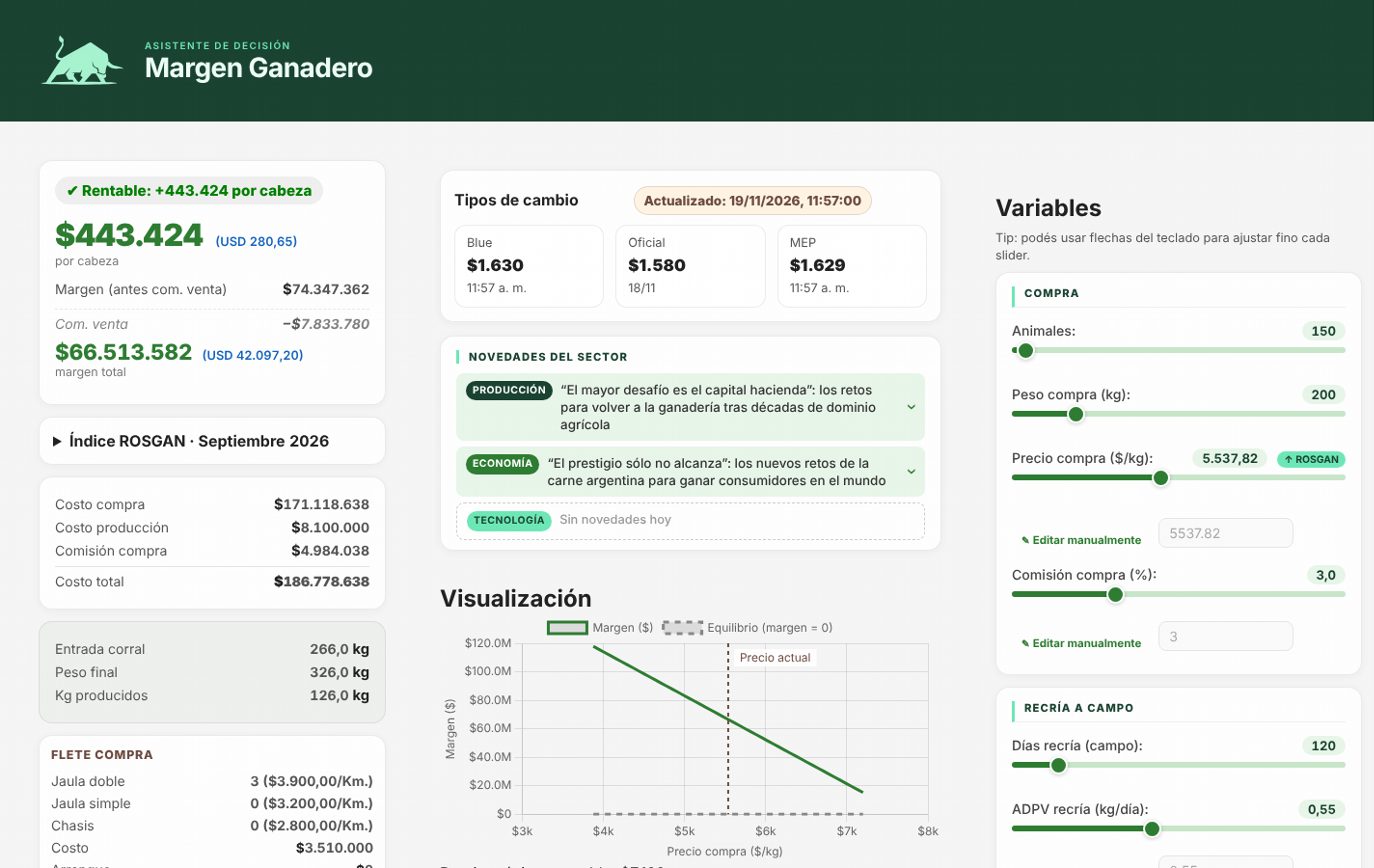 ASISTENTE DE DECISIÓN
Margen Ganadero
✔ Rentable: +443.424 por cabeza
$443.424 (USD 280,65)
por cabeza
Margen (antes com. venta) $74.347.362
Com. venta −$7.833.780
$66.513.582 (USD 42.097,20)
margen total
▶ Índice ROSGAN · Septiembre 2026
Costo compra $171.118.638
Costo producción $8.100.000
Comisión compra $4.984.038
Costo total $186.778.638
Entrada corral 266,0 kg
Peso final 326,0 kg
Kg producidos 126,0 kg
FLETE COMPRA
Jaula doble 3 ($3.900,00/Km.)
Jaula simple 0 ($3.200,00/Km.)
Chasis 0 ($2.800,00/Km.)
Costo $3.510.000
Tipos de cambio Actualizado: 19/11/2026, 11:57:00
Blue Oficial MEP
$1.630 $1.580 $1.629
11:57 a. m. 18/11 11:57 a. m.
NOVEDADES DEL SECTOR
PRODUCCIÓN “El mayor desafío es el capital hacienda”: los retos
para volver a la ganadería tras décadas de dominio
agrícola
ECONOMÍA “El prestigio sólo no alcanza”: los nuevos retos de la
carne argentina para ganar consumidores en el mundo
TECNOLOGÍA Sin novedades hoy
Visualización
Margen ($) Equilibrio (margen = 0)
Precio actual
Margen ($)
$120.0M
$100.0M
$80.0M
$60.0M
$40.0M
$20.0M
$0
$3k $4k $5k $6k $7k $8k
Precio compra ($/kg)
Variables
Tip: podés usar flechas del teclado para ajustar fino cada
slider.
COMPRA
Animales: 150
Peso compra (kg): 200
Precio compra ($/kg): 5.537,82 ↑ ROSGAN
✎ Editar manualmente 5537.82
Comisión compra (%): 3,0
✎ Editar manualmente 3
RECRÍA A CAMPO
Días recría (campo): 120
ADPV recría (kg/día): 0,55